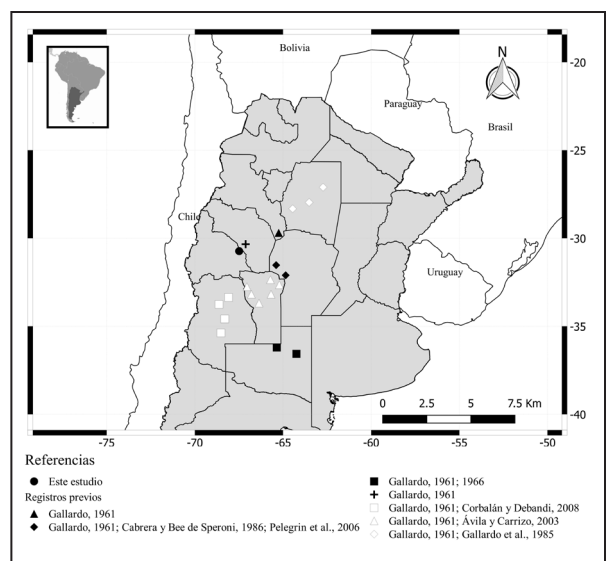 Bolivia
N
-20
Paraguay
Brasil
-25
Chile
-30
Uruguay
-35
0 2.5 5 7.5 Km
-40
-75 -70 -65 -60 -55 -50
Referencias
Este estudio
Registros previos
Gallardo, 1961
Gallardo, 1961; Cabrera y Bee de Speroni, 1986; Pelegrin et al., 2006
Gallardo, 1961; 1966
Gallardo, 1961
Gallardo, 1961; Corbalán y Debandi, 2008
Gallardo, 1961; Ávila y Carrizo, 2003
Gallardo, 1961; Gallardo et al., 1985